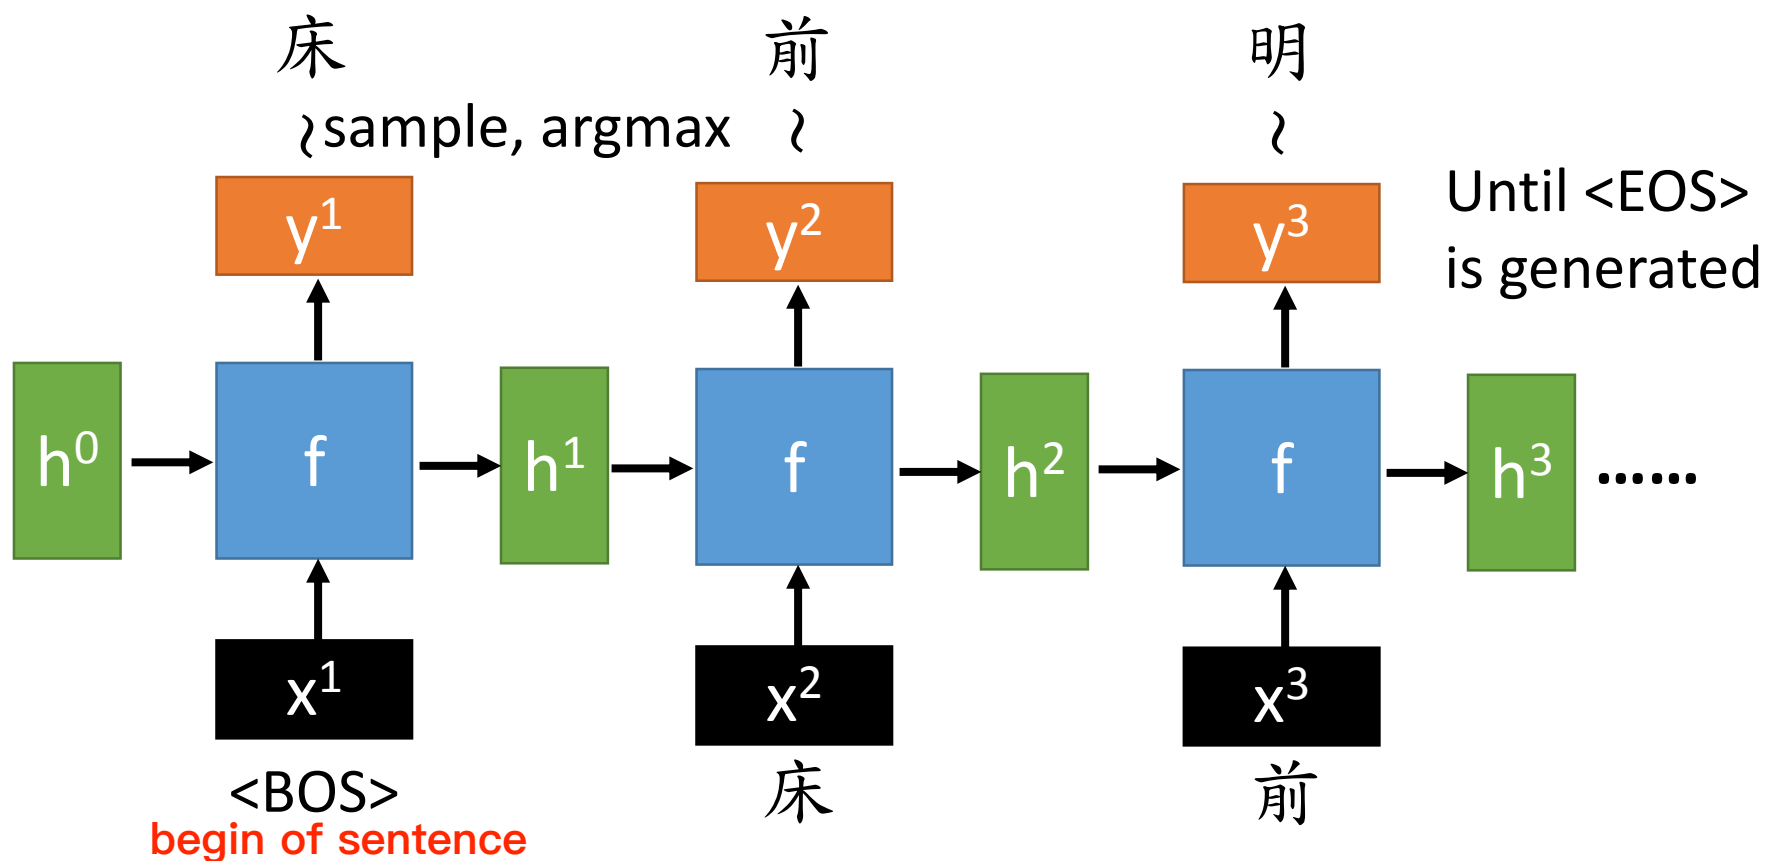 床 前 明
~sample, argmax ~ ~
y¹ y² y³
Until <EOS>
is generated
h⁰ f h¹ f h² f h³ ······
x¹ x² x³
<BOS> 床 前
begin of sentence